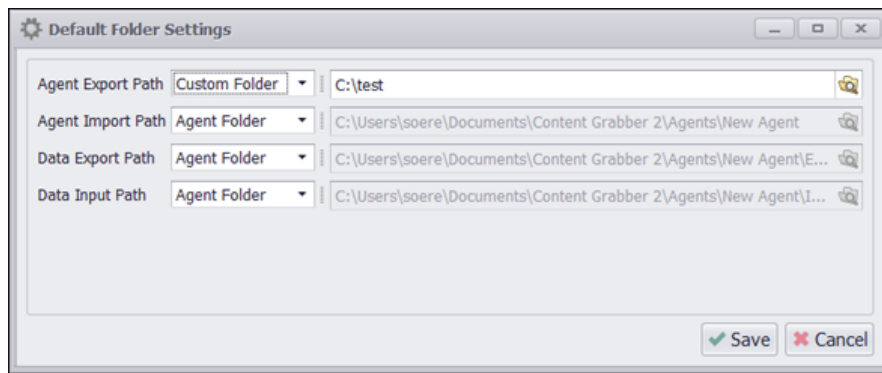 Default Folder Settings
Agent Export Path Custom Folder C:\test
Agent Import Path Agent Folder C:\Users\soere\Documents\Content Grabber 2\Agents\New Agent
Data Export Path Agent Folder C:\Users\soere\Documents\Content Grabber 2\Agents\New Agent\E...
Data Input Path Agent Folder C:\Users\soere\Documents\Content Grabber 2\Agents\New Agent\I...
Save Cancel